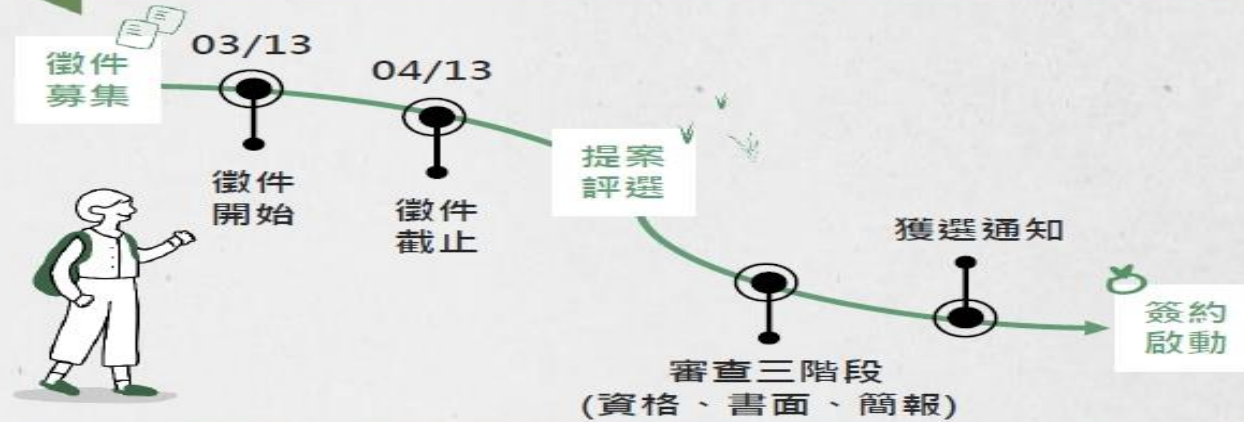 徵件
募集
03/13
徵件
開始
04/13
徵件
截止
提案
評選
審查三階段
(資格、書面、簡報)
獲選通知
簽約
啟動